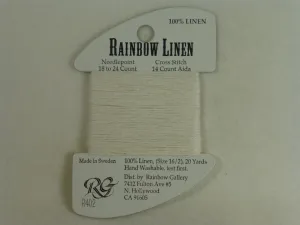 100% LINEN
RAINBOW LINEN
Needlepoint Cross Stitch
18 to 24 Count 14 Count Aida
Made in Sweden
100% Linen, (Size 16/2), 20 Yards
Hand Washable, test first.
RG
R402
Dist by Rainbow Gallery
7412 Fulton Ave #5
N. Hollywood
CA 91605